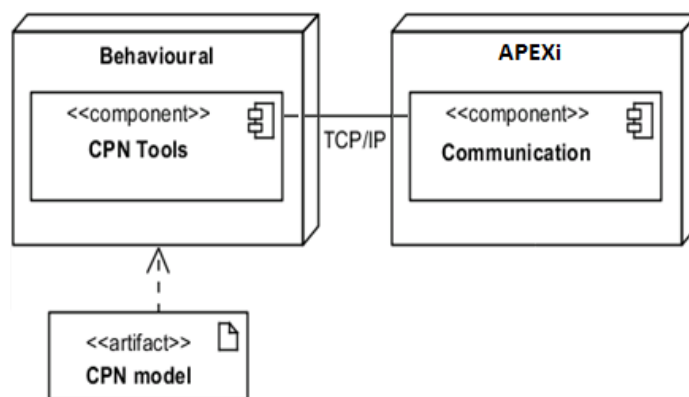 Behavioural
<<component>>
CPN Tools
TCP/IP
APEXi
<<component>>
Communication
<<artifact>>
CPN model